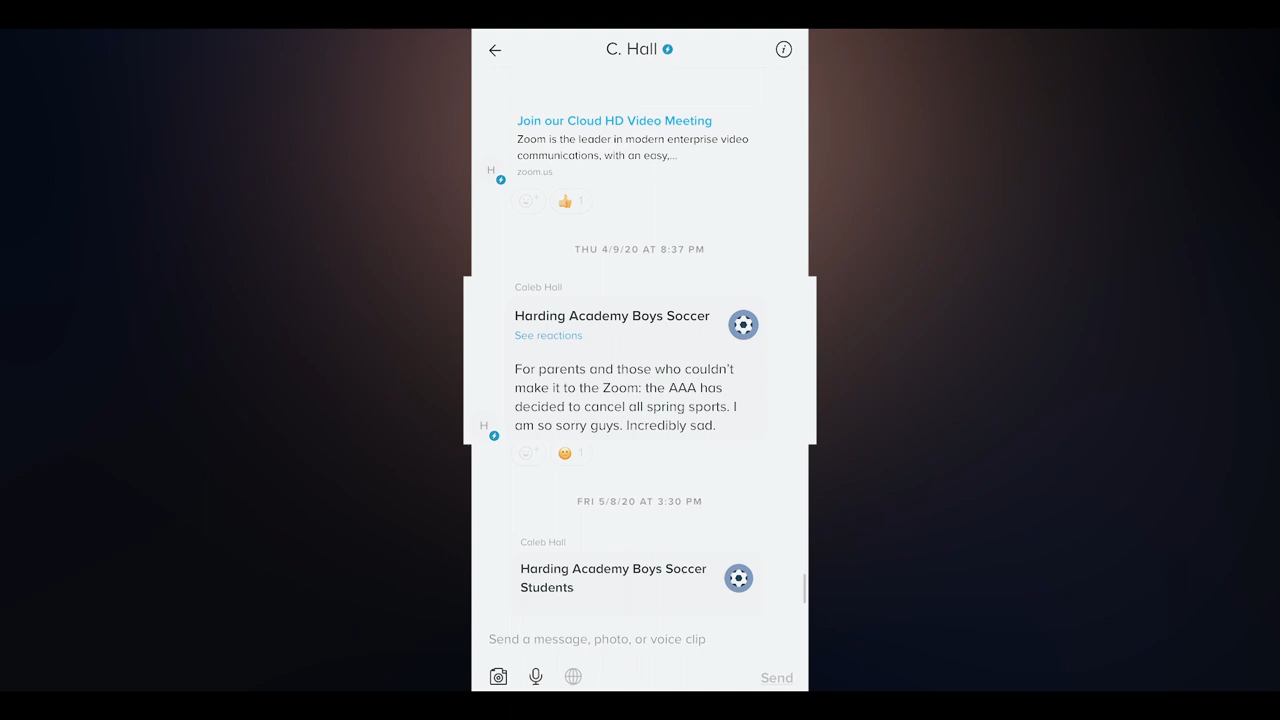 C. Hall
Join our Cloud HD Video Meeting
Zoom is the leader in modern enterprise video
communications, with an easy,...
zoom.us
H
1
THU 4/9/20 AT 8:37 PM
Caleb Hall
Harding Academy Boys Soccer
See reactions
For parents and those who couldn't
make it to the Zoom: the AAA has
decided to cancel all spring sports. I
am so sorry guys. Incredibly sad.
H
1
FRI 5/8/20 AT 3:30 PM
Caleb Hall
Harding Academy Boys Soccer
Students
Send a message, photo, or voice clip
Send